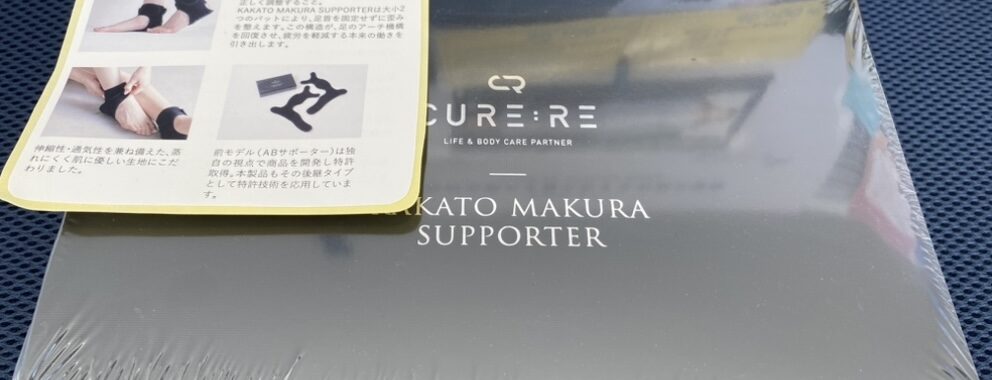 正しく調整すること。
KAKATO MAKURA SUPPORTERは大小2
つのパットにより、足首を固定せずに歪み
を整えます。この構造が、足のアーチ機構
を回復させ、疲労を軽減する本来の働きを
引き出します。
伸縮性・通気性を兼ね備えた、蒸
れにくく肌に優しい生地にこだ
わりました。
前モデル(ABサポーター)は独
自の視点で商品を開発し特許
取得。本製品もその後継タイプ
として特許技術を応用していま
す。
CR
CURE:RE
LIFE & BODY CARE PARTNER
KAKATO MAKURA
SUPPORTER